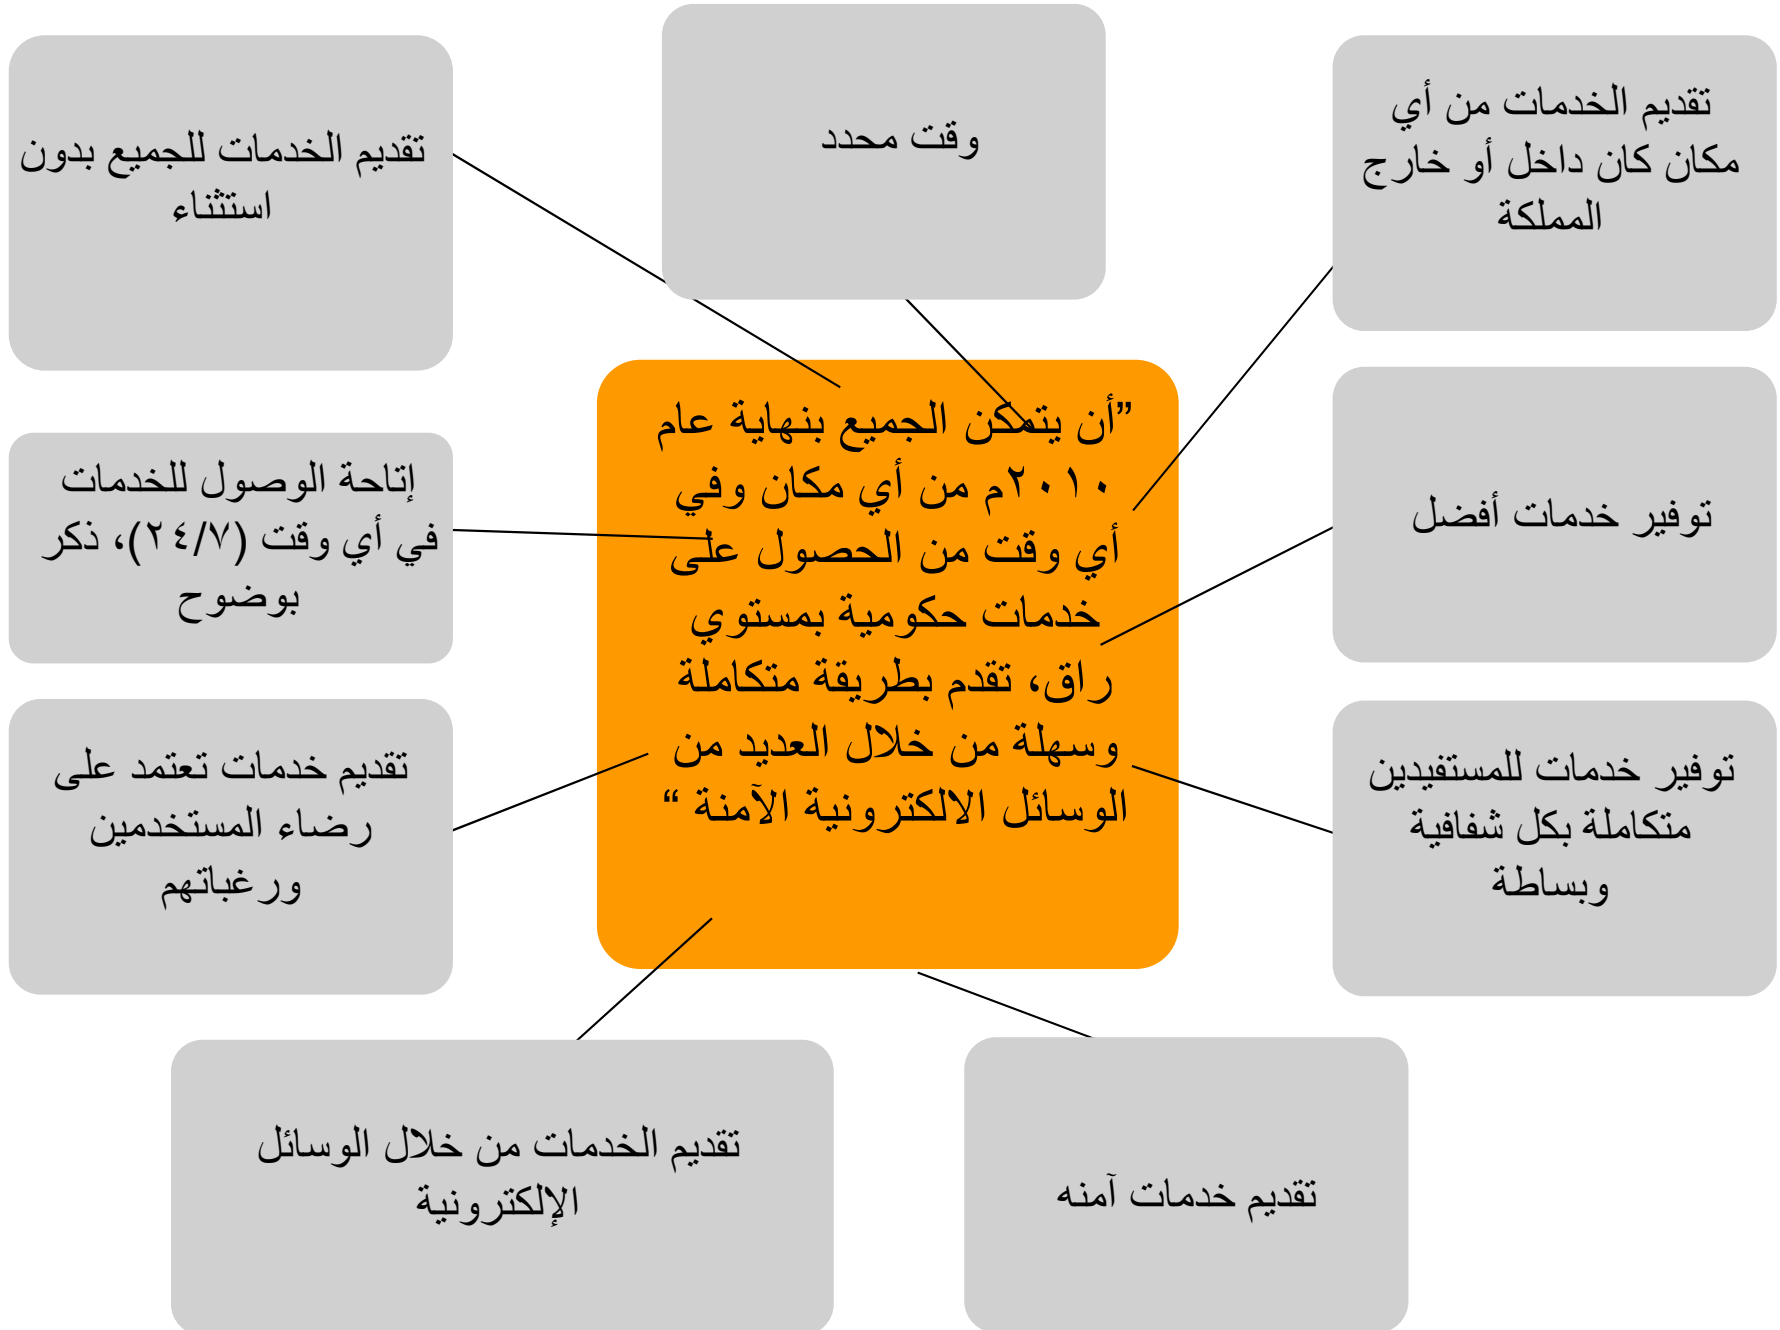 وقت محدد
تقديم الخدمات من أي
مكان كان داخل أو خارج
المملكة
تقديم الخدمات للجميع بدون
استثناء
”أن يتمكن الجميع بنهاية عام
٢٠١٠م من أي مكان وفي
أي وقت من الحصول على
خدمات حكومية بمستوي
راق، تقدم بطريقة متكاملة
وسهلة من خلال العديد من
الوسائل الالكترونية الآمنة “
توفير خدمات أفضل
إتاحة الوصول للخدمات
في أي وقت (٢٤/٧)، ذكر
بوضوح
توفير خدمات للمستفيدين
متكاملة بكل شفافية
وبساطة
تقديم خدمات تعتمد على
رضاء المستخدمين
ورغباتهم
تقديم خدمات آمنه
تقديم الخدمات من خلال الوسائل
الإلكترونية